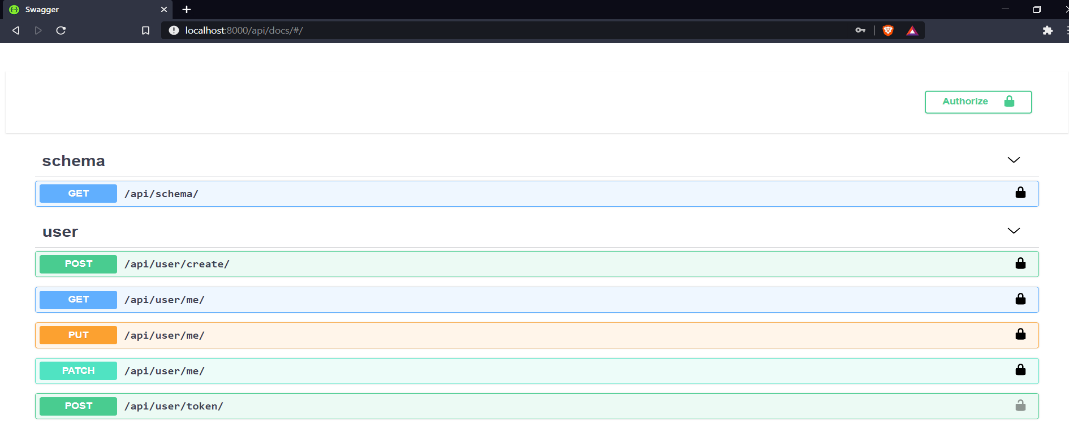 Swagger
localhost:8000/api/docs/#/
Authorize
schema
GET /api/schema/
user
POST /api/user/create/
GET /api/user/me/
PUT /api/user/me/
PATCH /api/user/me/
POST /api/user/token/